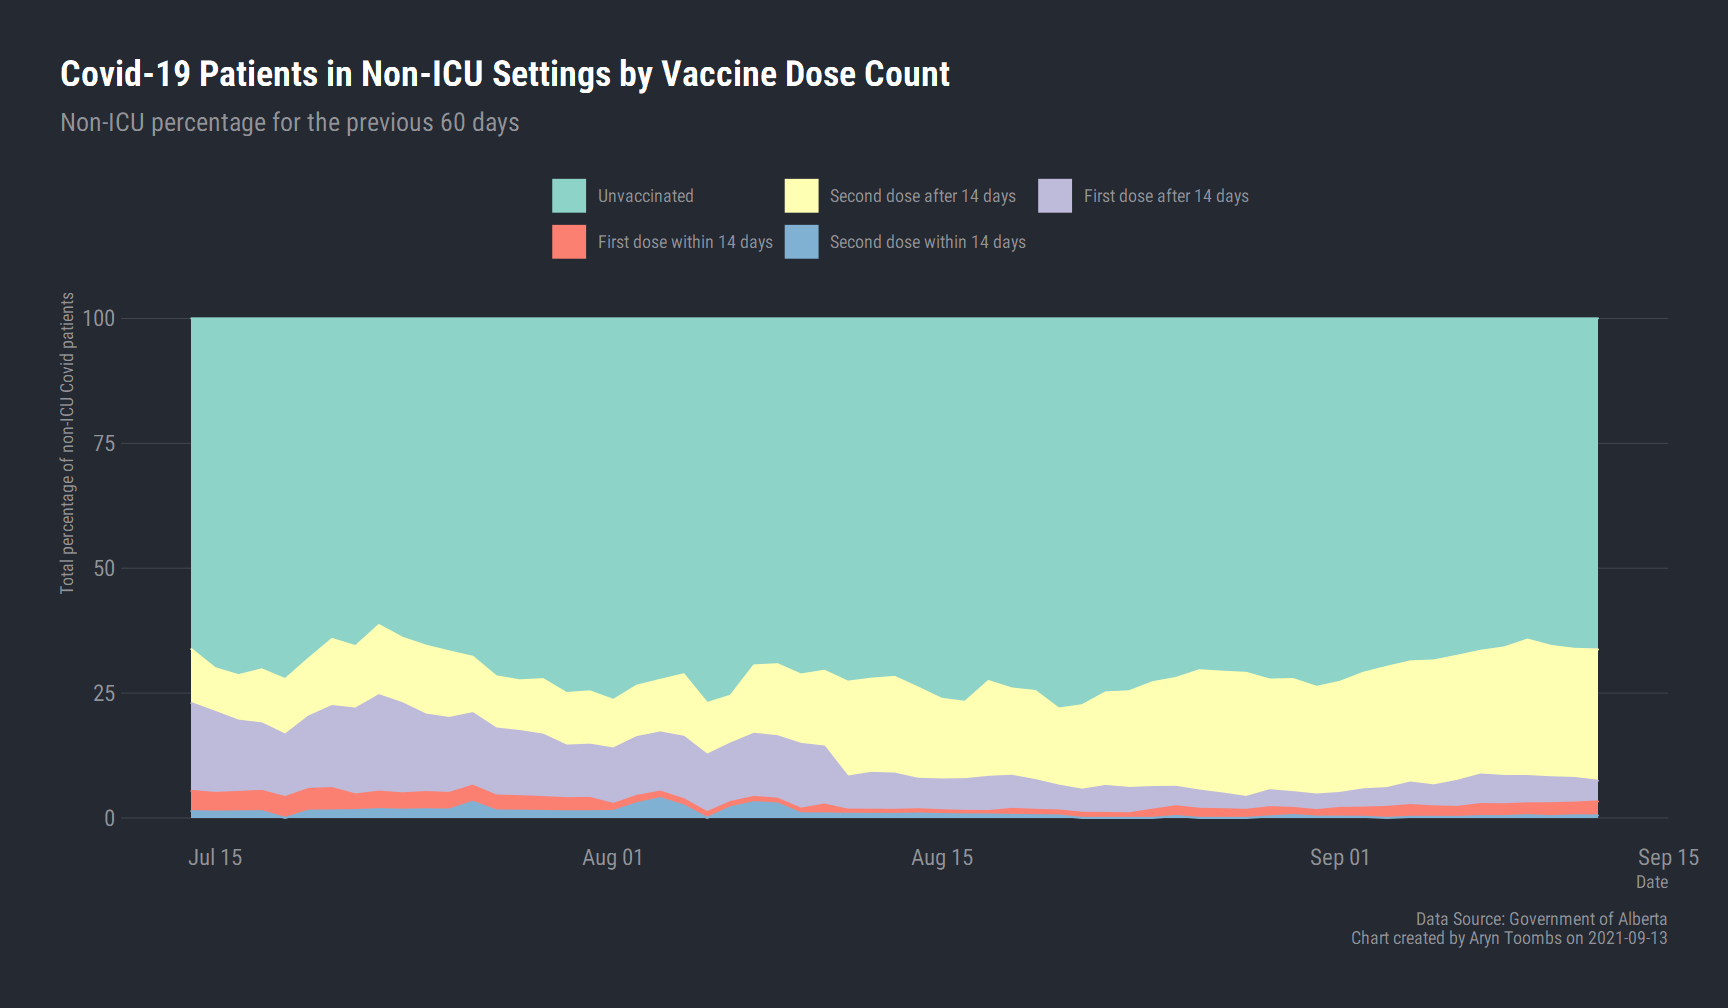 Covid-19 Patients in Non-ICU Settings by Vaccine Dose Count
Non-ICU percentage for the previous 60 days
Unvaccinated
Second dose after 14 days
First dose after 14 days
First dose within 14 days
Second dose within 14 days
Total percentage of non-ICU Covid patients
100
75
50
25
0
Jul 15
Aug 01
Aug 15
Sep 01
Sep 15
Date
Data Source: Government of Alberta
Chart created by Aryn Toombs on 2021-09-13